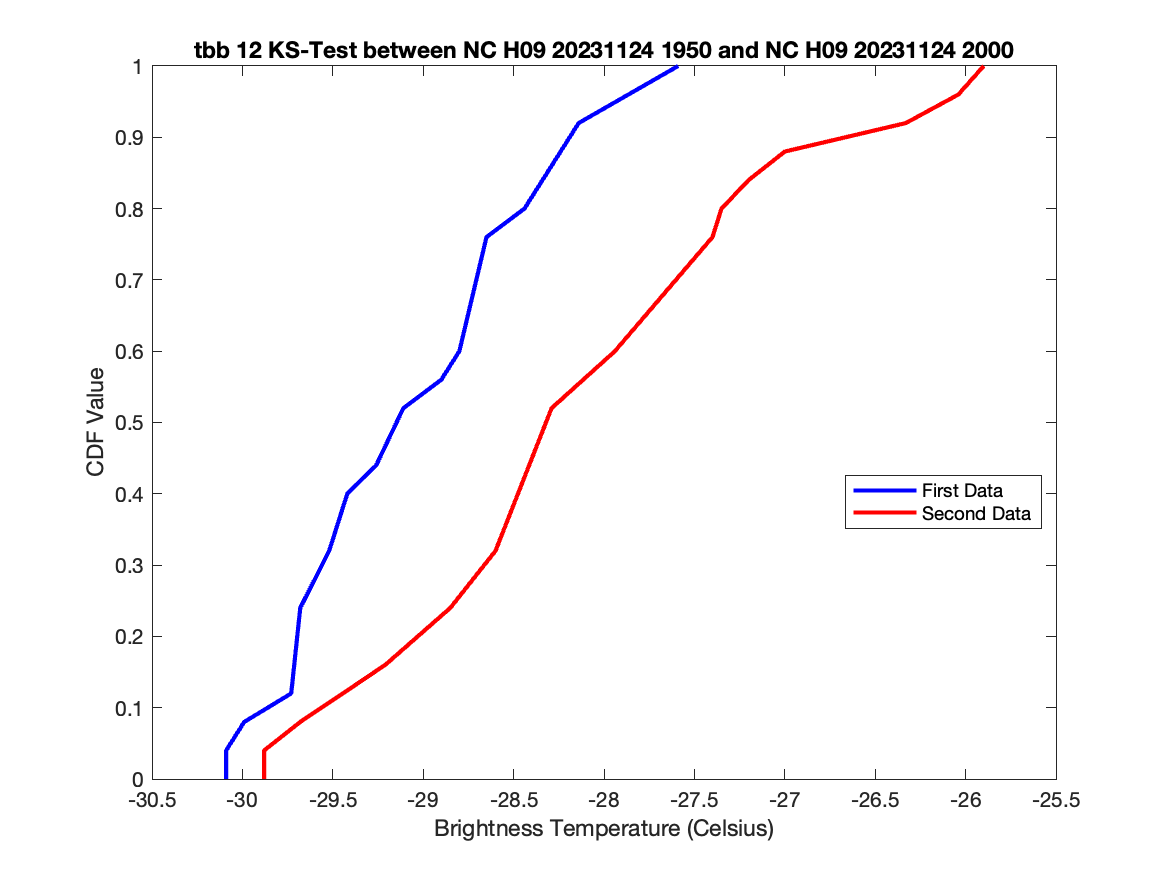 tbb 12 KS-Test between NC H09 20231124 1950 and NC H09 20231124 2000
1
0.9
0.8
0.7
0.6
0.5
0.4
0.3
0.2
0.1
0
CDF Value
First Data
Second Data
-30.5 -30 -29.5 -29 -28.5 -28 -27.5 -27 -26.5 -26 -25.5
Brightness Temperature (Celsius)